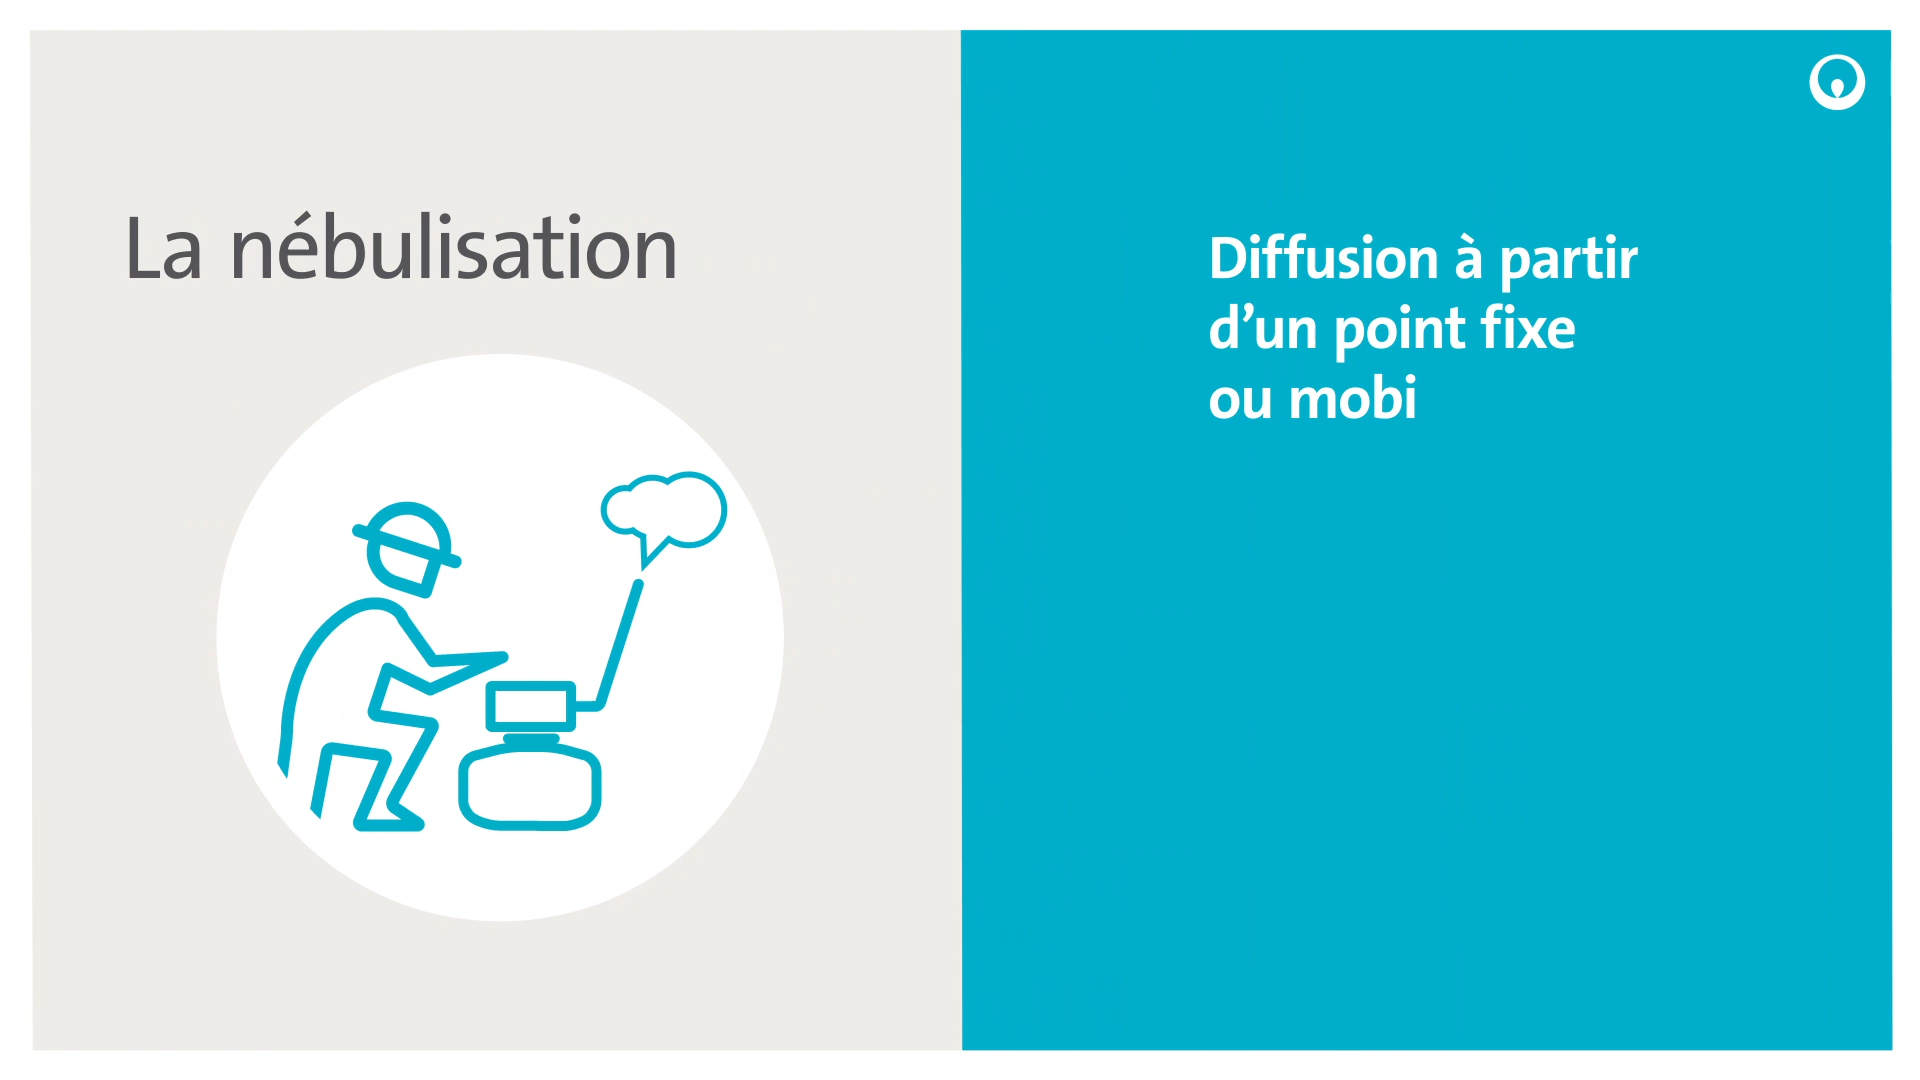 La nébulisation
Diffusion à partir
d’un point fixe
ou mobi